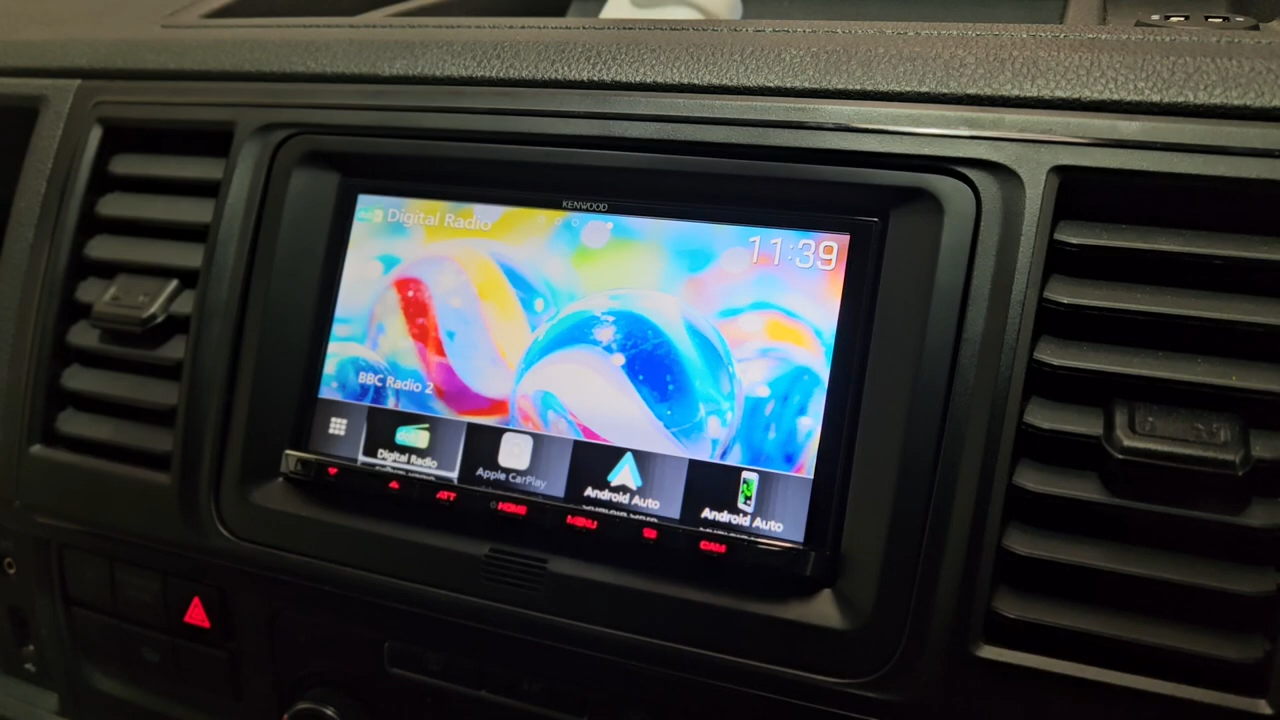 KENWOOD
Digital Radio
11:39
BBC Radio 2
Digital Radio
Apple CarPlay
Android Auto
Android Auto
ATT
HOME
MENU
CAM